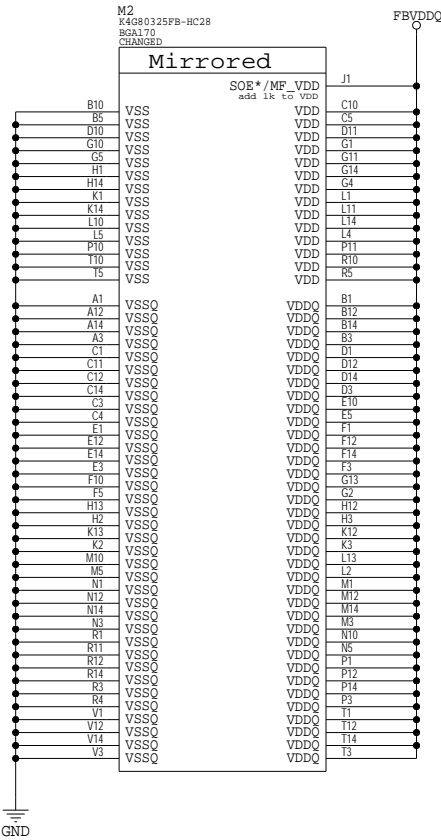 M2
K4G80325FB-HC28
BGA170
CHANGED
FBVDDQ
Mirrored
SOE*/MF_VDD J1
add 1k to VDD
B10 VSS VDD C10
B5 VSS VDD C5
D10 VSS VDD D11
G10 VSS VDD G1
G5 VSS VDD G11
H1 VSS VDD G14
H14 VSS VDD G4
K1 VSS VDD L1
K14 VSS VDD L11
L10 VSS VDD L14
L5 VSS VDD L4
P10 VSS VDD P11
T10 VSS VDD R10
T5 VSS VDD R5
A1 VSSQ VDDQ B1
A12 VSSQ VDDQ B12
A14 VSSQ VDDQ B14
A3 VSSQ VDDQ B3
C1 VSSQ VDDQ D1
C11 VSSQ VDDQ D12
C12 VSSQ VDDQ D14
C14 VSSQ VDDQ D3
C3 VSSQ VDDQ E10
C4 VSSQ VDDQ E5
E1 VSSQ VDDQ F1
E12 VSSQ VDDQ F12
E14 VSSQ VDDQ F14
E3 VSSQ VDDQ F3
F10 VSSQ VDDQ G13
F5 VSSQ VDDQ G2
H13 VSSQ VDDQ H12
H2 VSSQ VDDQ H3
K13 VSSQ VDDQ K12
K2 VSSQ VDDQ K3
M10 VSSQ VDDQ L13
M5 VSSQ VDDQ L2
N1 VSSQ VDDQ M1
N12 VSSQ VDDQ M12
N14 VSSQ VDDQ M14
N3 VSSQ VDDQ M3
R1 VSSQ VDDQ N10
R11 VSSQ VDDQ N5
R12 VSSQ VDDQ P1
R14 VSSQ VDDQ P12
R3 VSSQ VDDQ P14
R4 VSSQ VDDQ P3
V1 VSSQ VDDQ T1
V12 VSSQ VDDQ T12
V14 VSSQ VDDQ T14
V3 VSSQ VDDQ T3
GND